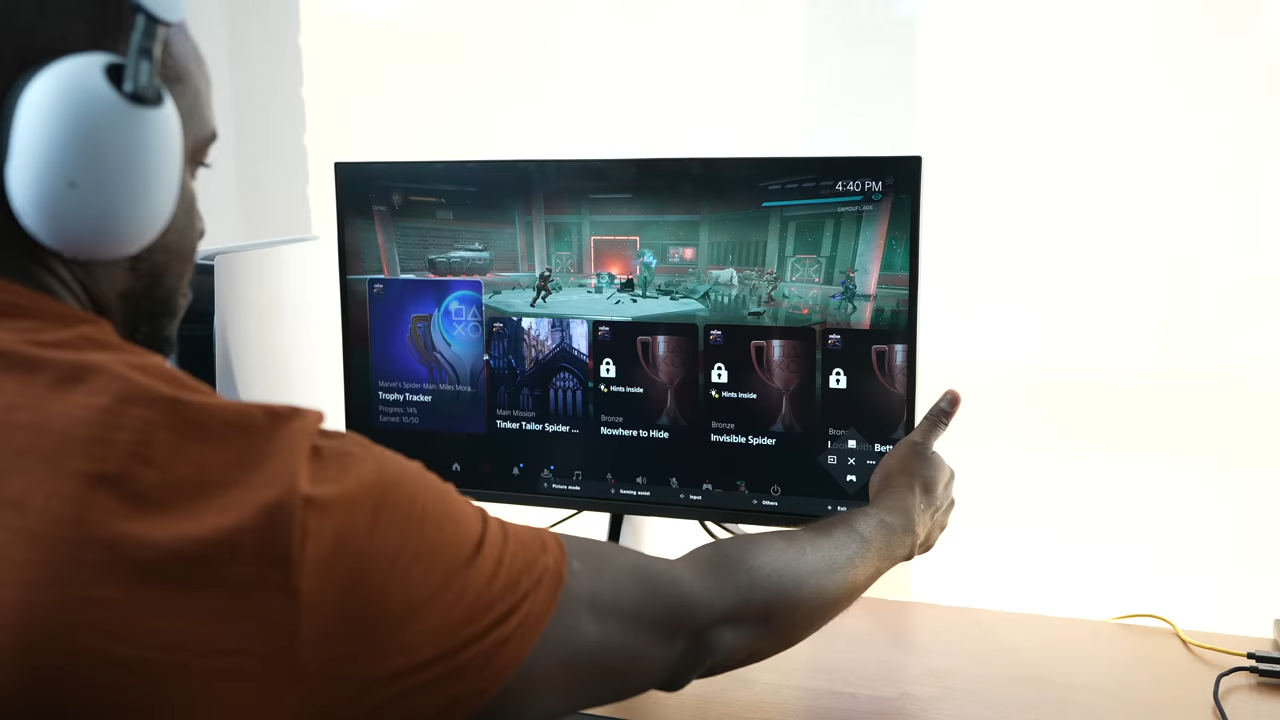 4:40 PM
CAMOUFLAGE
Marvel's Spider-Man: Miles Mora...
Trophy Tracker
Progress: 14%
Earned: 10/50
Main Mission
Tinker Tailor Spider ...
Hints inside
Bronze
Nowhere to Hide
Hints inside
Bronze
Invisible Spider
Picture mode
Gaming assist
Input
Others
Exit